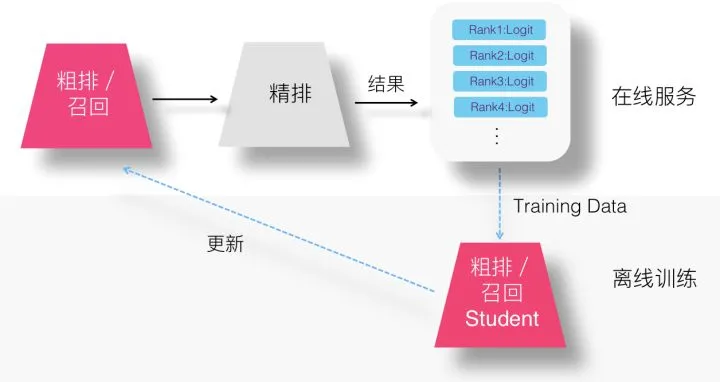 粗排 /
召回
精排
结果
Rank1:Logit
Rank2:Logit
Rank3:Logit
Rank4:Logit
⋮
在线服务
Training Data
更新
粗排 /
召回
Student
离线训练